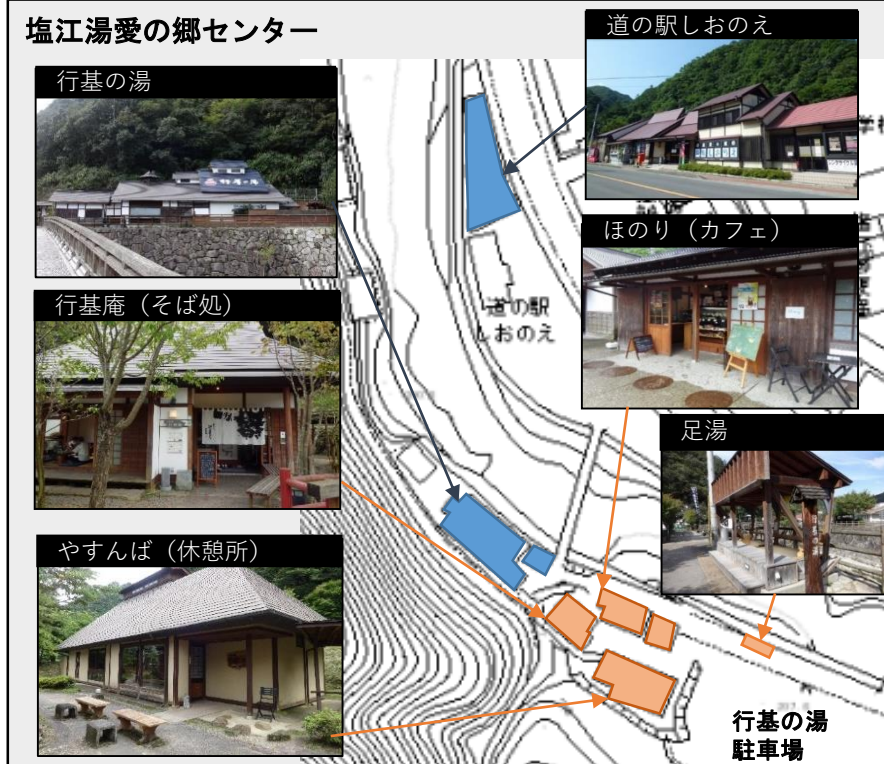 塩江湯愛の郷センター
道の駅しおのえ
行基の湯
ほのり（カフェ）
道の駅
しおのえ
行基庵（そば処）
足湯
やすんば（休憩所）
行基の湯
駐車場